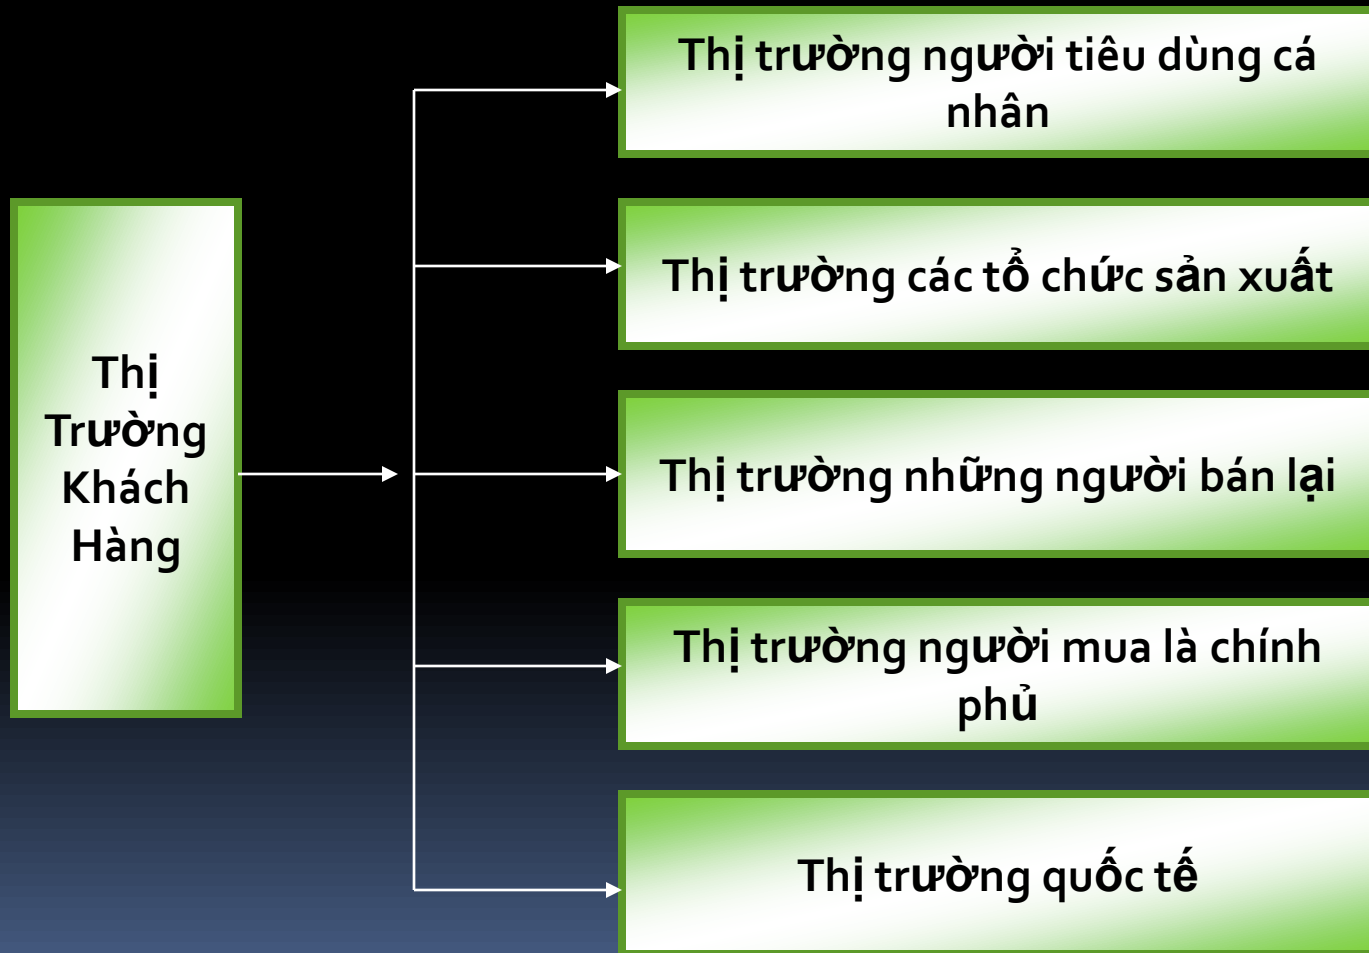 Thị
Trường
Khách
Hàng
Thị trường người tiêu dùng cá
nhân
Thị trường các tổ chức sản xuất
Thị trường những người bán lại
Thị trường người mua là chính
phủ
Thị trường quốc tế